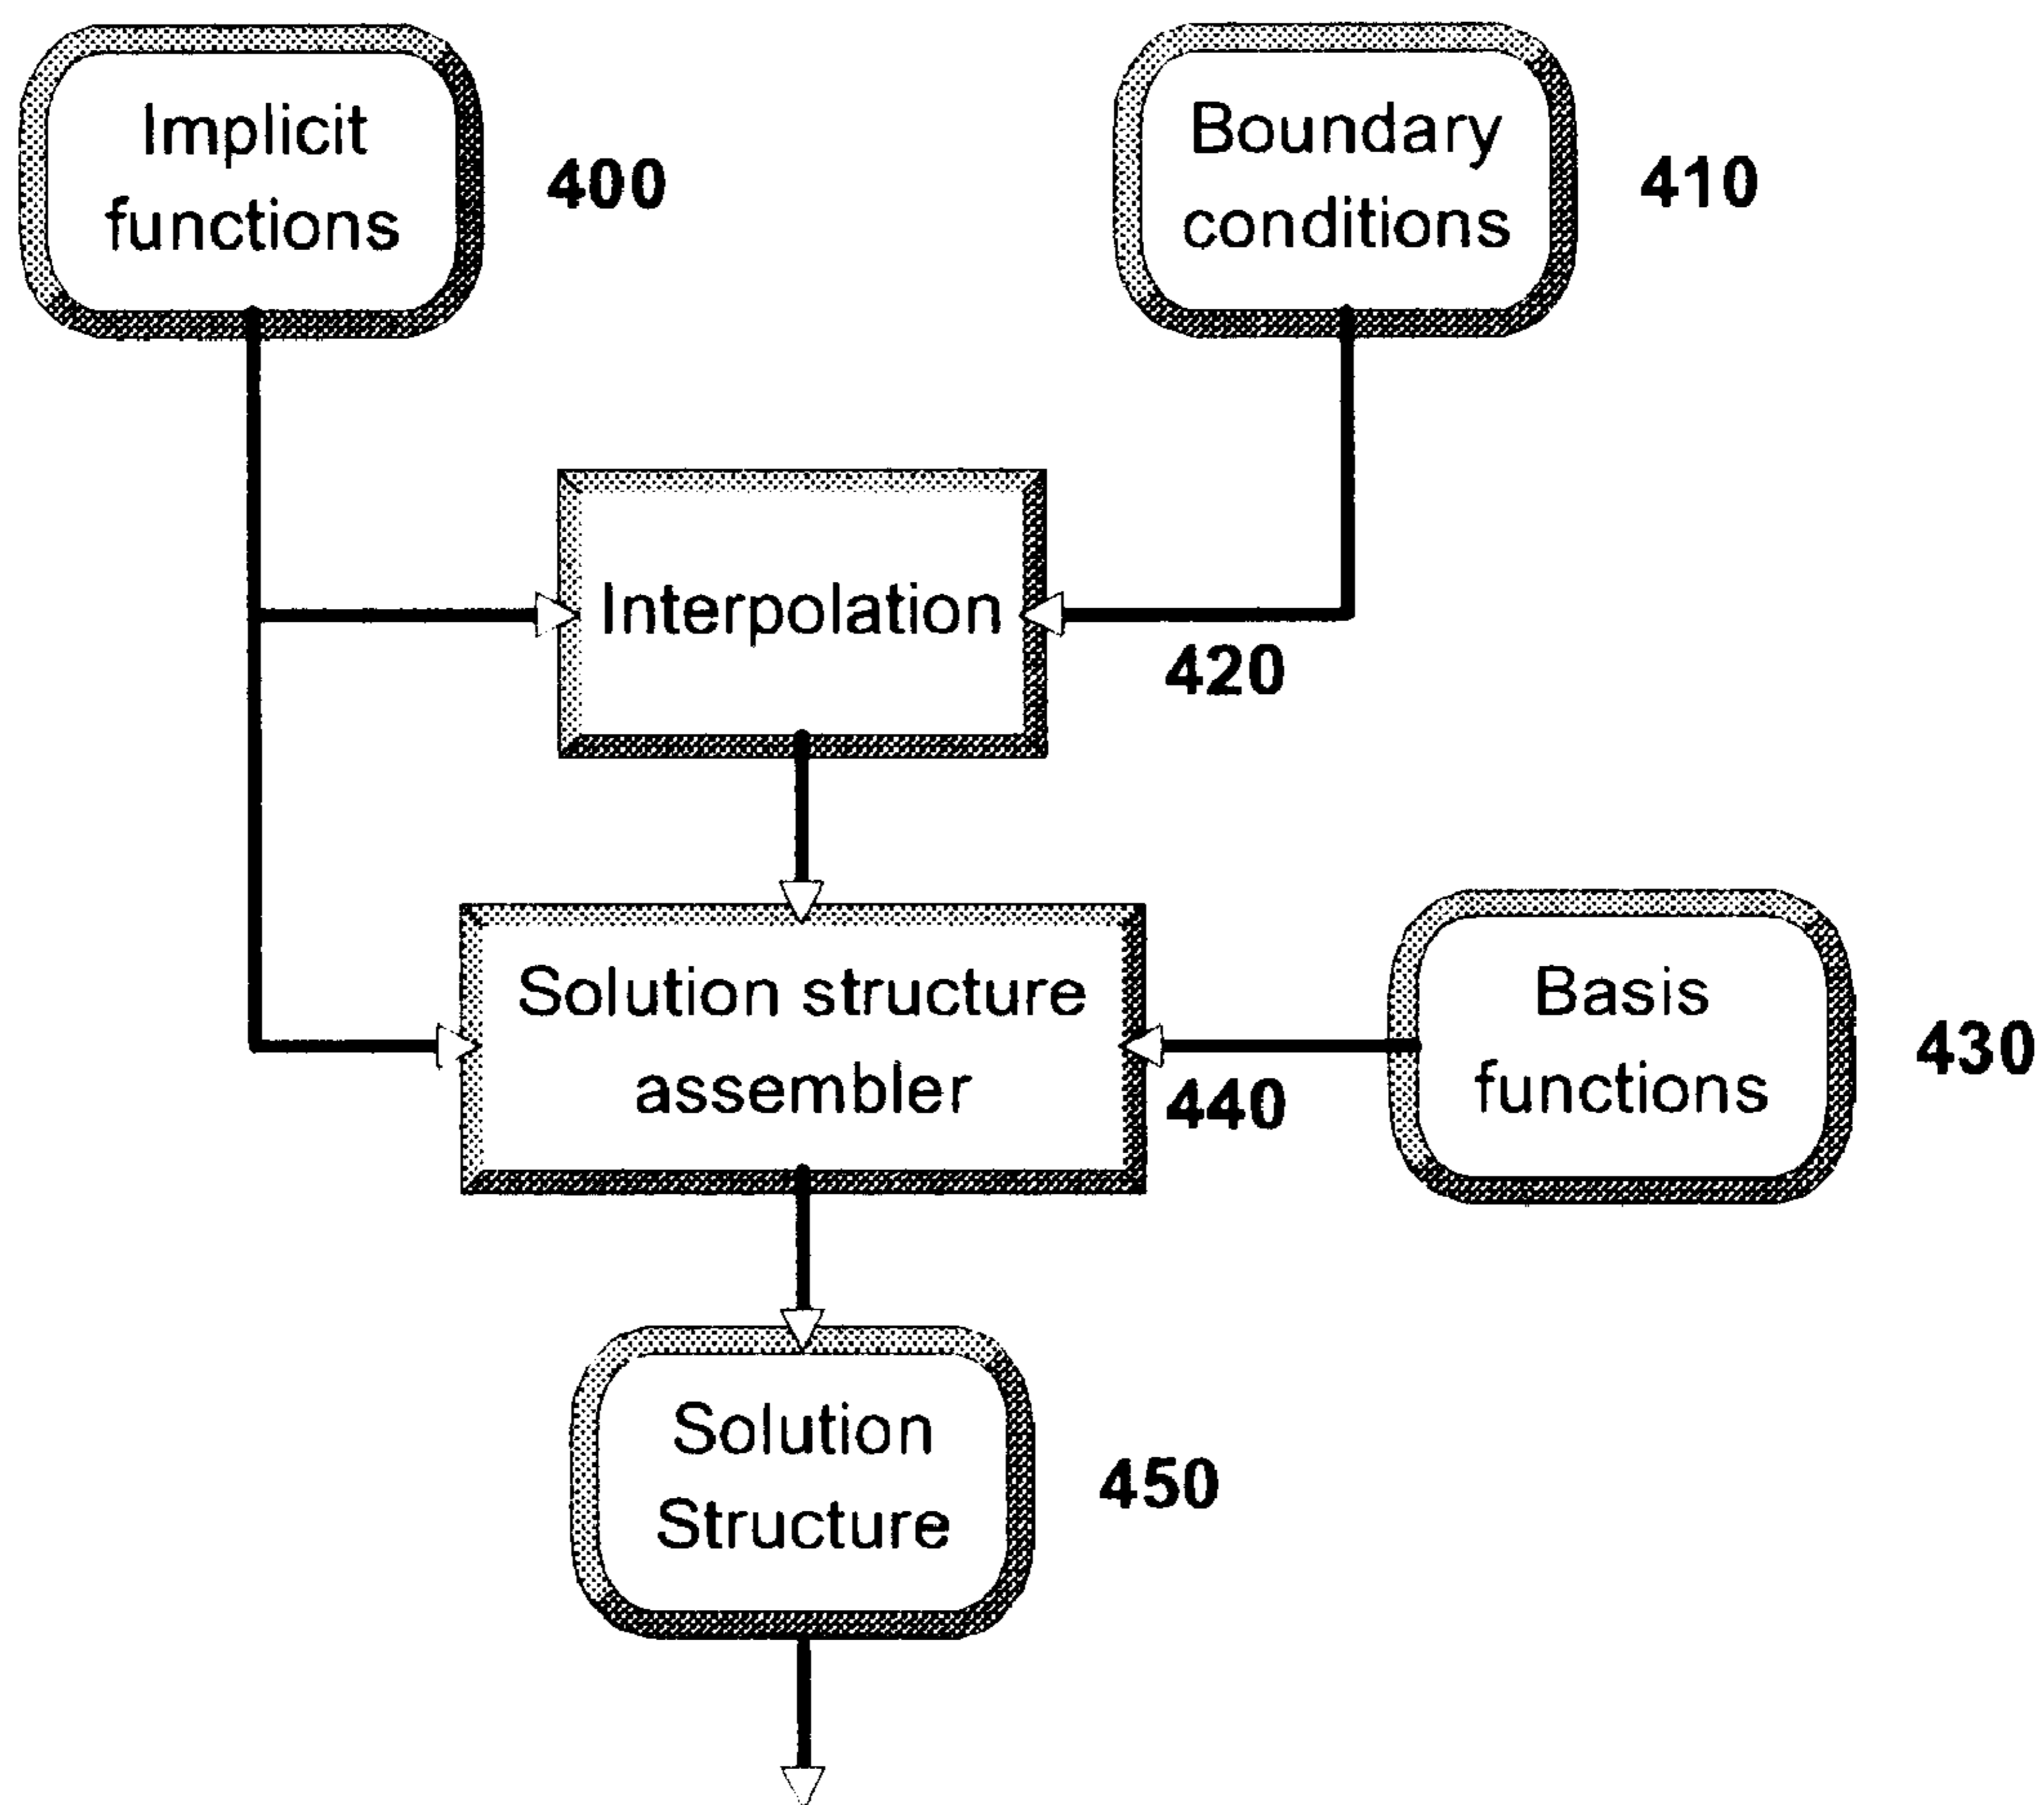 Implicit
functions
400
Boundary
conditions
410
Interpolation
420
Solution structure
assembler
440
Basis
functions
430
Solution
Structure
450